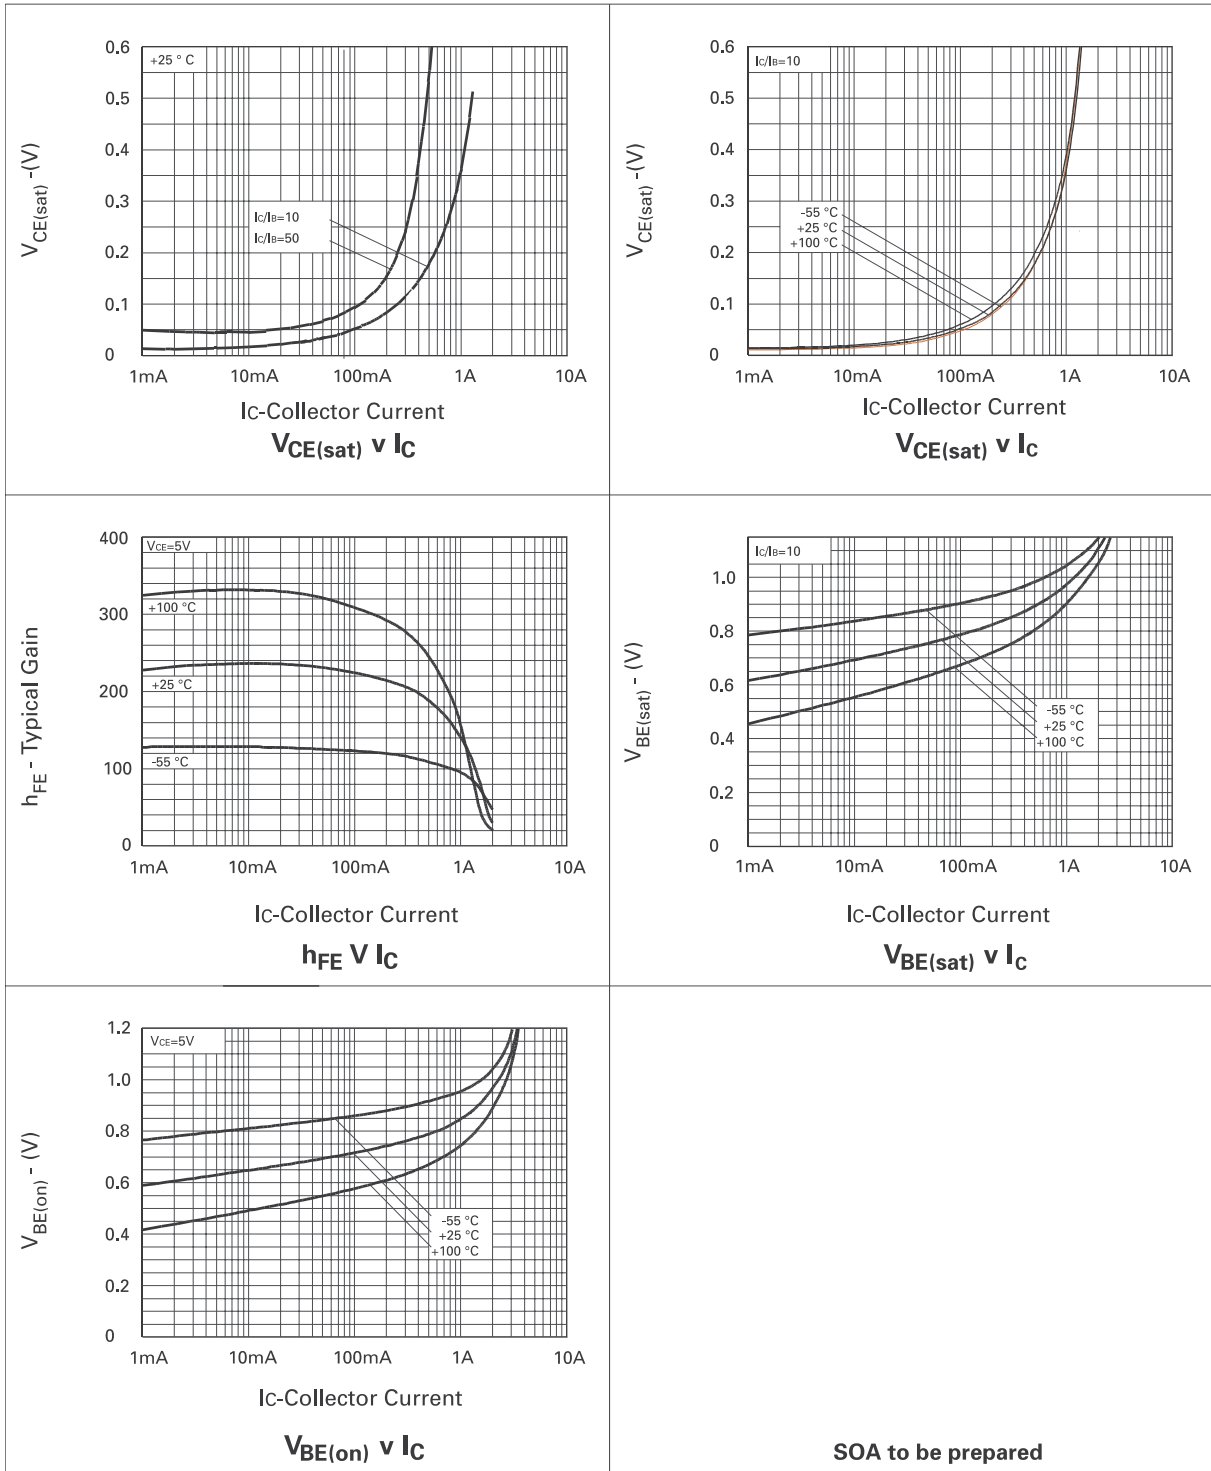 +25 ° C
0.6
0.5
0.4
0.3
0.2
0.1
0
VCE(sat) -(V)
IC/IB=10
IC/IB=50
1mA 10mA 100mA 1A 10A
IC-Collector Current
VCE(sat) v IC
IC/IB=10
0.6
0.5
0.4
0.3
0.2
0.1
0
VCE(sat) -(V)
-55 °C
+25 °C
+100 °C
1mA 10mA 100mA 1A 10A
IC-Collector Current
VCE(sat) v IC
VCE=5V
400
300
200
100
0
hFE - Typical Gain
+100 °C
+25 °C
-55 °C
1mA 10mA 100mA 1A 10A
IC-Collector Current
hFE V IC
IC/IB=10
1.0
0.8
0.6
0.4
0.2
0
VBE(sat) - (V)
-55 °C
+25 °C
+100 °C
1mA 10mA 100mA 1A 10A
IC-Collector Current
VBE(sat) v IC
VCE=5V
1.2
1.0
0.8
0.6
0.4
0.2
0
VBE(on) - (V)
-55 °C
+25 °C
+100 °C
1mA 10mA 100mA 1A 10A
IC-Collector Current
VBE(on) v IC
SOA to be prepared